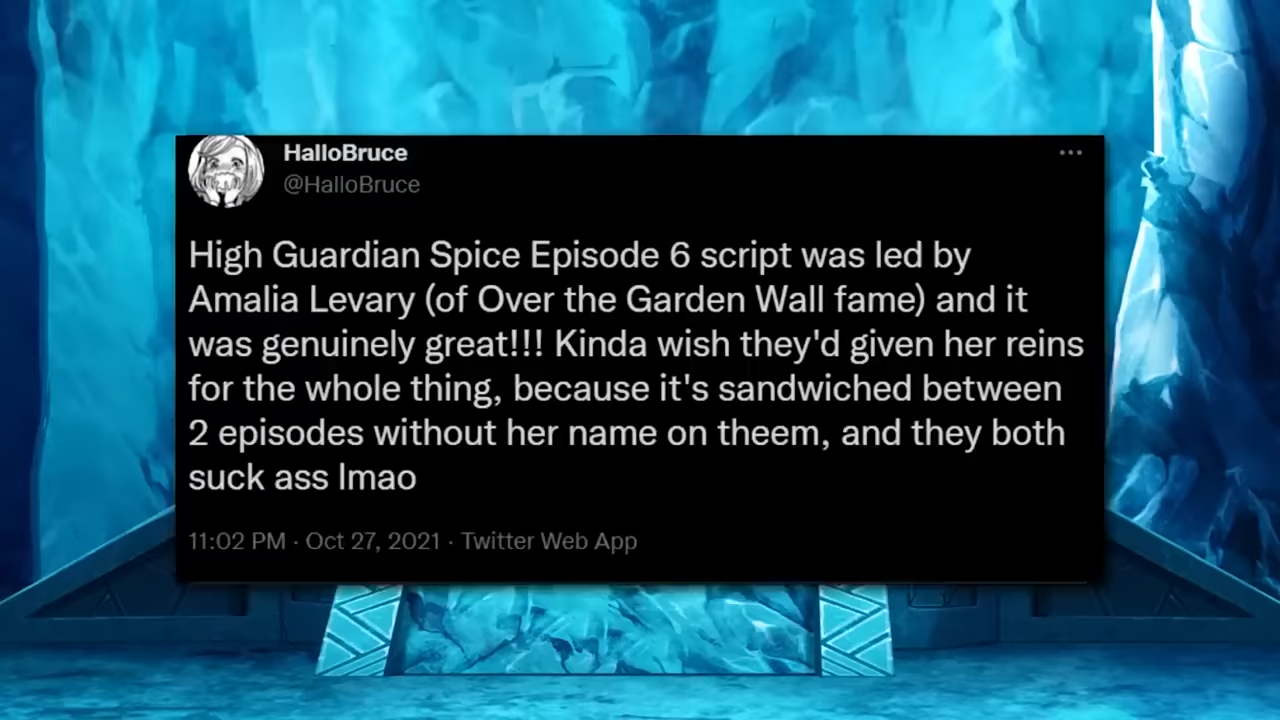 HalloBruce
@HalloBruce
High Guardian Spice Episode 6 script was led by
Amalia Levary (of Over the Garden Wall fame) and it
was genuinely great!!! Kinda wish they'd given her reins
for the whole thing, because it's sandwiched between
2 episodes without her name on theem, and they both
suck ass lmao
11:02 PM · Oct 27, 2021 · Twitter Web App